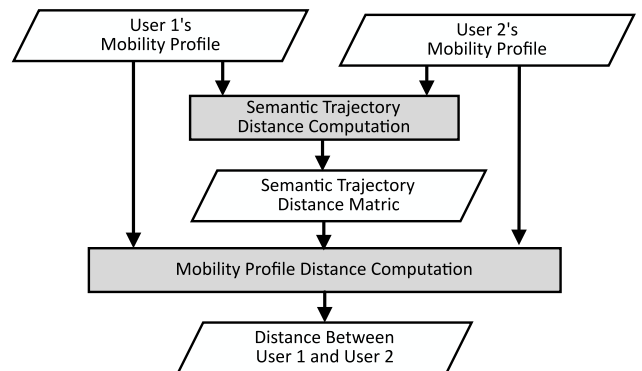 User 1's
Mobility Profile
User 2's
Mobility Profile
Semantic Trajectory
Distance Computation
Semantic Trajectory
Distance Matric
Mobility Profile Distance Computation
Distance Between
User 1 and User 2